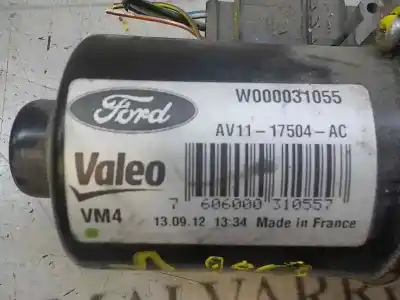 Ford
W000031055
AV11-17504-AC
Valeo
7 606000 310557
VM4
13.09.12 13:34 Made in France